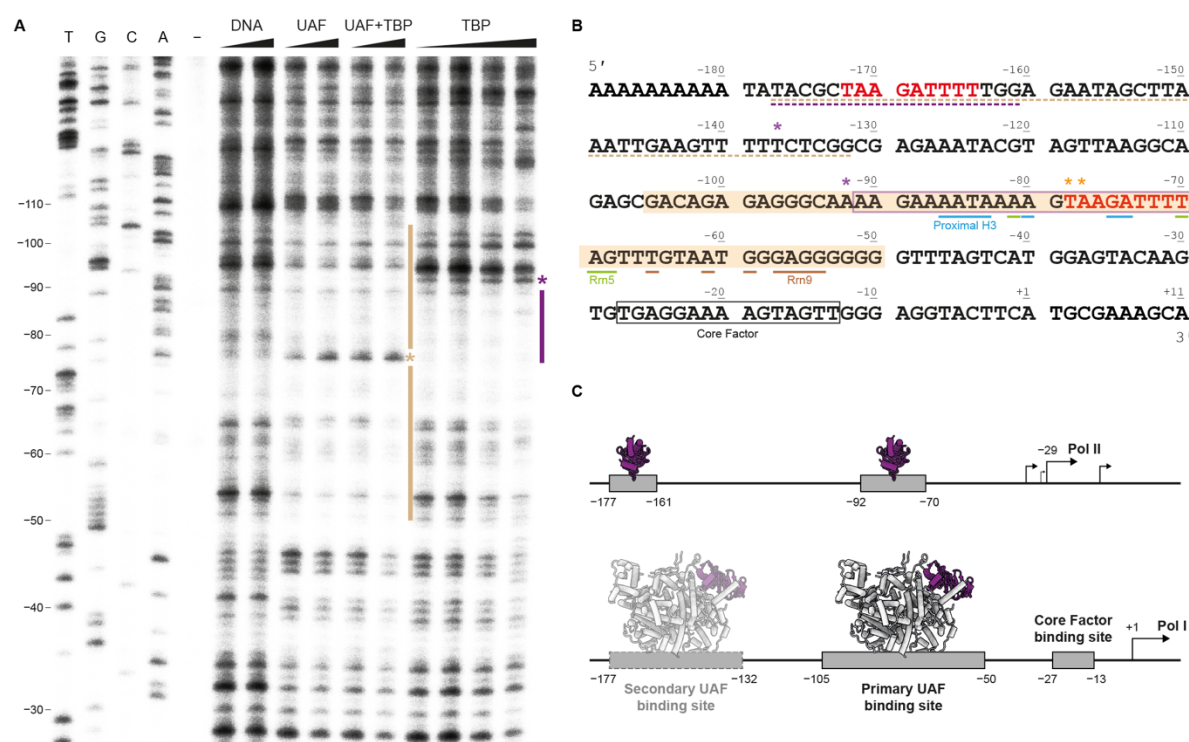 A
T G C A – DNA UAF UAF+TBP TBP
−110
−100
−90
−80
−70
−60
−50
−40
−30
*
*
B
5′
−180 −170 −160 −150
AAAAAAAAAA TATACGCTAA GATTTTTGGA GAATAGCTTA
−140 * −130 −120 −110
AATTGAAGTT TTTCTCGGCG AGAAATACGT AGTTAAGGCA
−100 * −90 −80 * * −70
GAGCGACAGA GAGGGCAAAA GAAAATAAAA GTAAGATTTT
Proximal H3
−60 −50 −40 −30
AGTTTGTAAT GGGAGGGGGG GTTTAGTCAT GGAGTACAAG
Rrn5 Rrn9
−20 −10 +1 +11
TGTGAGGAAA AGTAGTTGGG AGGTACTTCA TGCGAAAGCA
Core Factor
3′
C
−29 Pol II
−177 −161 −92 −70
Core Factor
binding site
+1 Pol I
−177 −132 −105 −50 −27 −13
Secondary UAF
binding site
Primary UAF
binding site